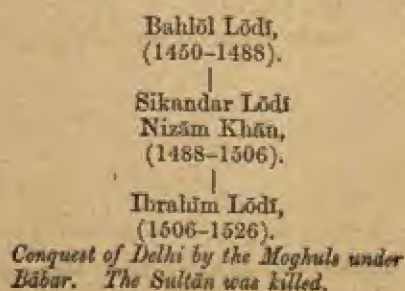 Bahlōl Lōdī,
(1450–1488).
Sikandar Lōdī
Nizām Khān,
(1488–1506).
Ibrahīm Lōdī,
(1506–1526).
Conquest of Delhi by the Moghuls under
Bābar. The Sultān was killed.